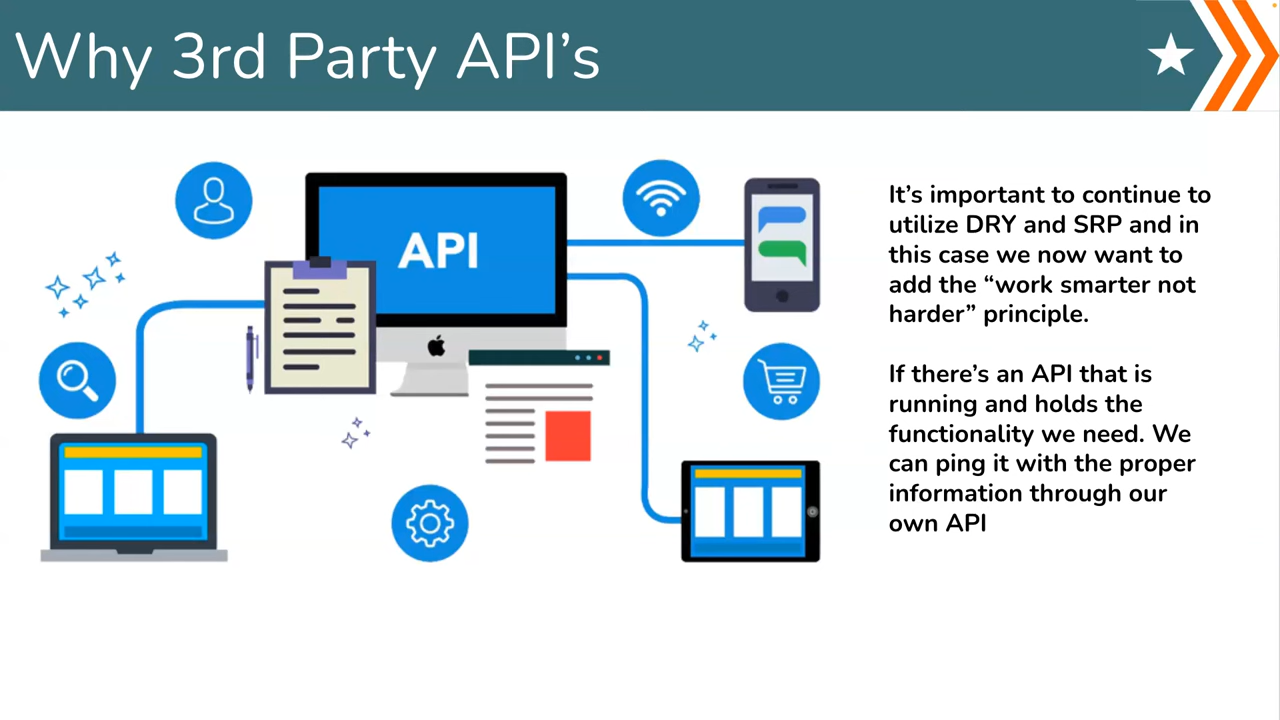 Why 3rd Party API’s
API
It’s important to continue to
utilize DRY and SRP and in
this case we now want to
add the “work smarter not
harder” principle.
If there’s an API that is
running and holds the
functionality we need. We
can ping it with the proper
information through our
own API